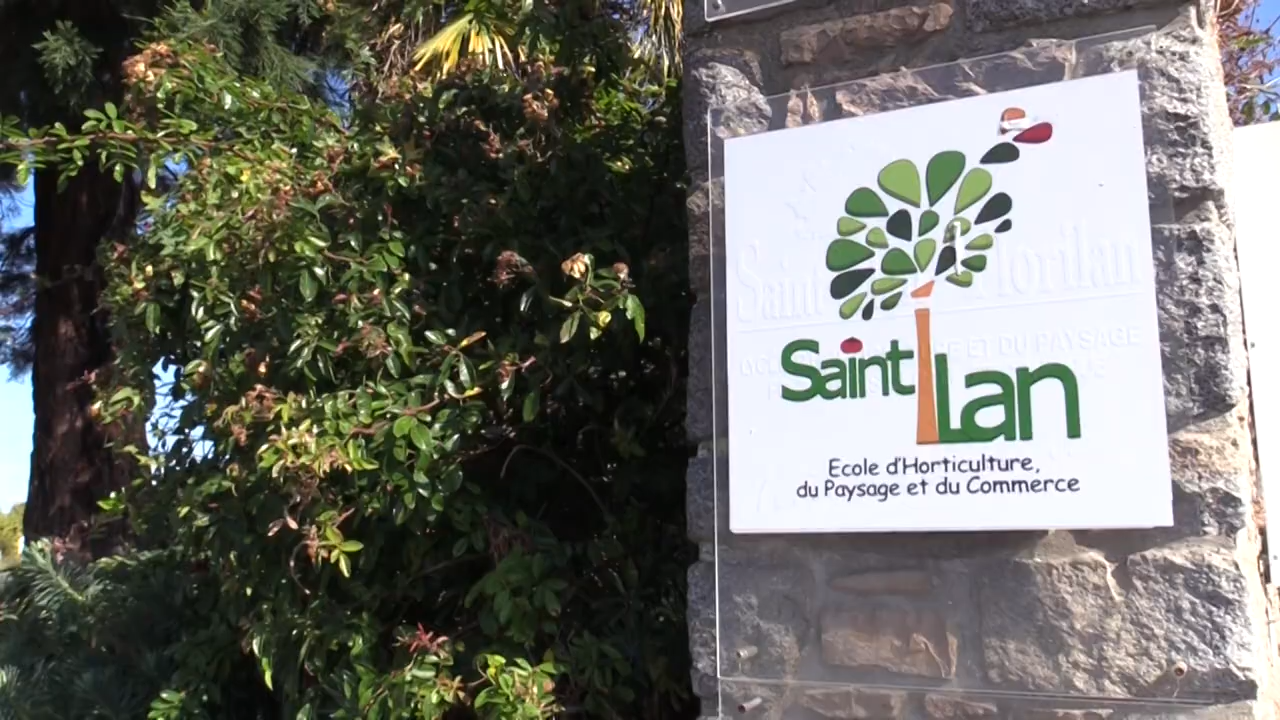 Saint Ilan
Ecole d'Horticulture,
du Paysage et du Commerce